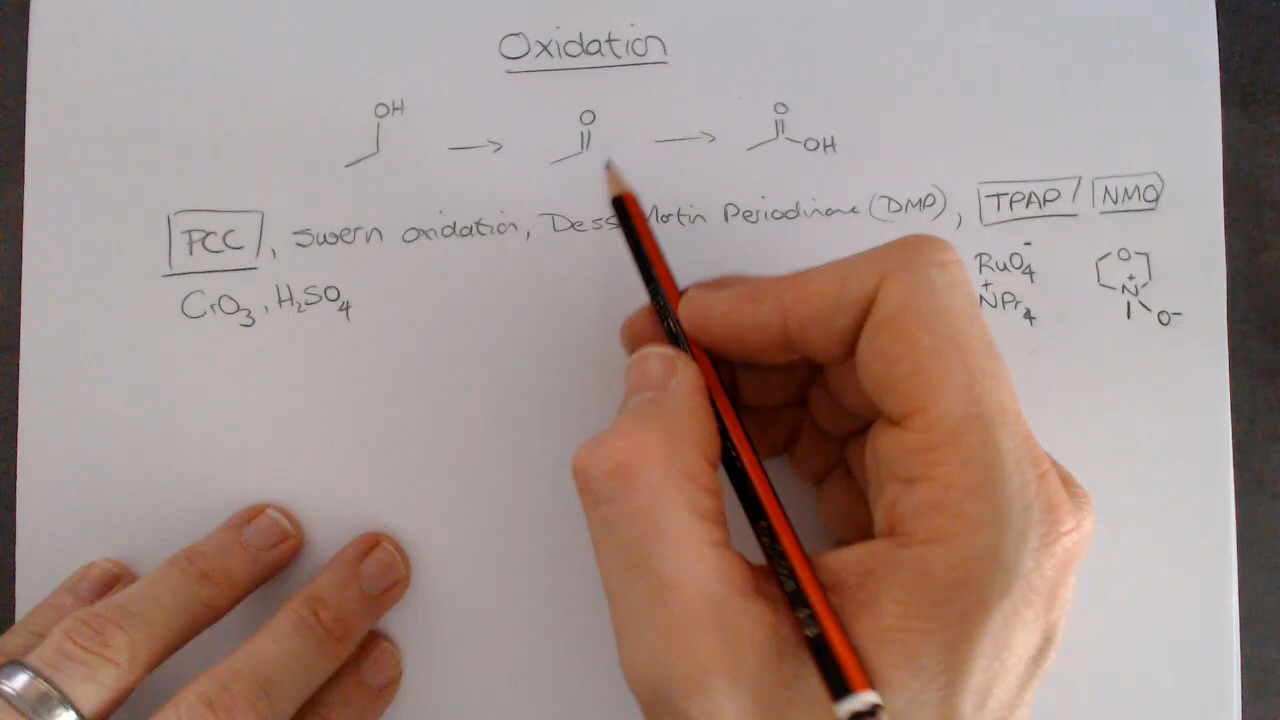 Oxidation
OH O O OH
PCC, Swern oxidation, Dess Martin Periodinane (DMP), TPAP / NMO
CrO3, H2SO4 RuO4- O
+NPr4 N+ O-